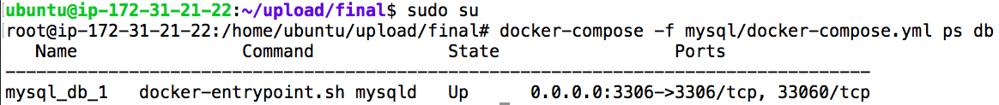 ubuntu@ip-172-31-21-22:~/upload/final$ sudo su
root@ip-172-31-21-22:/home/ubuntu/upload/final# docker-compose -f mysql/docker-compose.yml ps db
   Name                Command             State                   Ports
------------------------------------------------------------------------------------
mysql_db_1   docker-entrypoint.sh mysqld   Up      0.0.0.0:3306->3306/tcp, 33060/tcp